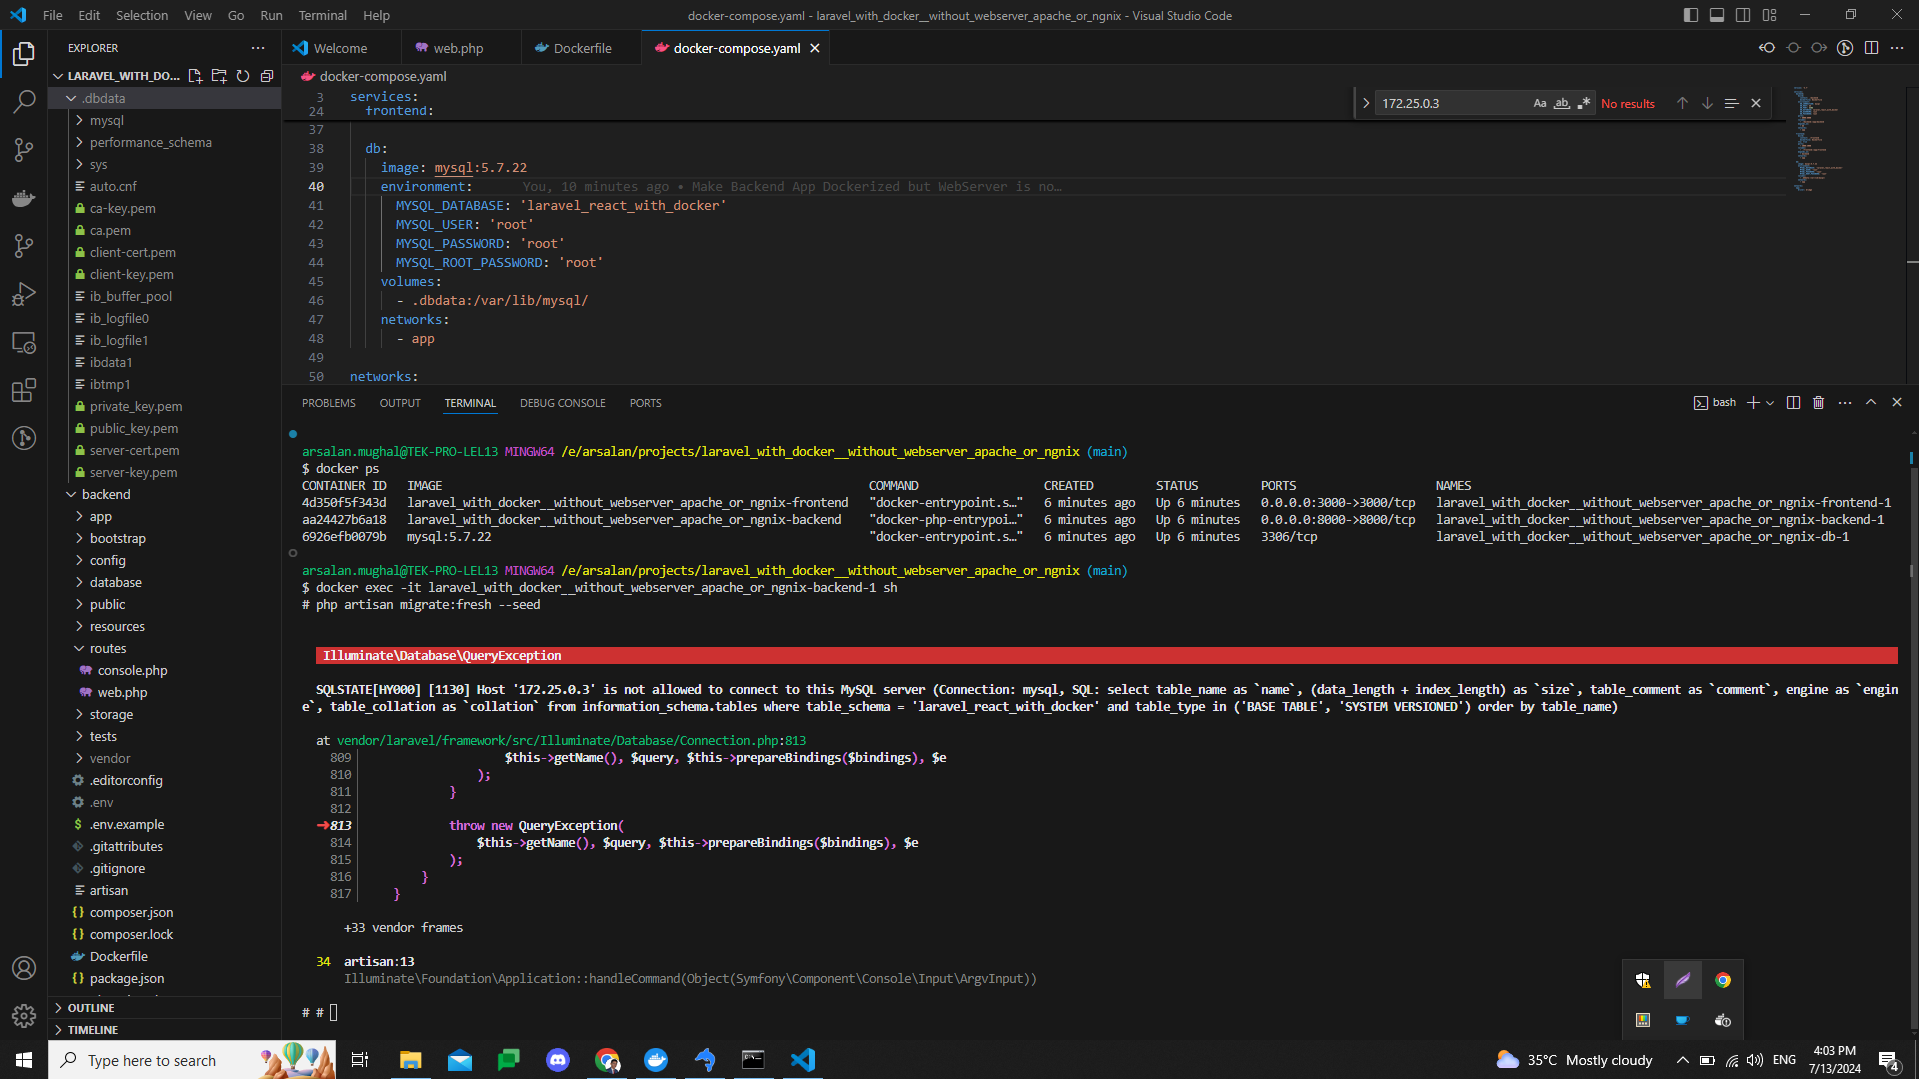 File Edit Selection View Go Run Terminal Help
docker-compose.yaml - laravel_with_docker__without_webserver_apache_or_ngnix - Visual Studio Code
EXPLORER
LARAVEL_WITH_DO...
.dbdata
mysql
performance_schema
sys
auto.cnf
ca-key.pem
ca.pem
client-cert.pem
client-key.pem
ib_buffer_pool
ib_logfile0
ib_logfile1
ibdata1
ibtmp1
private_key.pem
public_key.pem
server-cert.pem
server-key.pem
backend
app
bootstrap
config
database
public
resources
routes
console.php
web.php
storage
tests
vendor
.editorconfig
.env
.env.example
.gitattributes
.gitignore
artisan
composer.json
composer.lock
Dockerfile
package.json
OUTLINE
TIMELINE
Welcome web.php Dockerfile docker-compose.yaml
docker-compose.yaml
172.25.0.3 Aa ab No results
3 services:
24 frontend:
37
38 db:
39 image: mysql:5.7.22
40 environment: You, 10 minutes ago • Make Backend App Dockerized but WebServer is no…
41 MYSQL_DATABASE: 'laravel_react_with_docker'
42 MYSQL_USER: 'root'
43 MYSQL_PASSWORD: 'root'
44 MYSQL_ROOT_PASSWORD: 'root'
45 volumes:
46 - .dbdata:/var/lib/mysql/
47 networks:
48 - app
49
50 networks:
PROBLEMS OUTPUT TERMINAL DEBUG CONSOLE PORTS
bash
arsalan.mughal@TEK-PRO-LEL13 MINGW64 /e/arsalan/projects/laravel_with_docker__without_webserver_apache_or_ngnix (main)
$ docker ps
CONTAINER ID IMAGE COMMAND CREATED STATUS PORTS NAMES
4d350f5f343d laravel_with_docker__without_webserver_apache_or_ngnix-frontend "docker-entrypoint.s…" 6 minutes ago Up 6 minutes 0.0.0.0:3000->3000/tcp laravel_with_docker__without_webserver_apache_or_ngnix-frontend-1
aa24427b6a18 laravel_with_docker__without_webserver_apache_or_ngnix-backend "docker-php-entrypoi…" 6 minutes ago Up 6 minutes 0.0.0.0:8000->8000/tcp laravel_with_docker__without_webserver_apache_or_ngnix-backend-1
6926efb0079b mysql:5.7.22 "docker-entrypoint.s…" 6 minutes ago Up 6 minutes 3306/tcp laravel_with_docker__without_webserver_apache_or_ngnix-db-1
arsalan.mughal@TEK-PRO-LEL13 MINGW64 /e/arsalan/projects/laravel_with_docker__without_webserver_apache_or_ngnix (main)
$ docker exec -it laravel_with_docker__without_webserver_apache_or_ngnix-backend-1 sh
# php artisan migrate:fresh --seed
Illuminate\Database\QueryException
SQLSTATE[HY000] [1130] Host '172.25.0.3' is not allowed to connect to this MySQL server (Connection: mysql, SQL: select table_name as `name`, (data_length + index_length) as `size`, table_comment as `comment`, engine as `engin
e`, table_collation as `collation` from information_schema.tables where table_schema = 'laravel_react_with_docker' and table_type in ('BASE TABLE', 'SYSTEM VERSIONED') order by table_name)
at vendor/laravel/framework/src/Illuminate/Database/Connection.php:813
809 $this->getName(), $query, $this->prepareBindings($bindings), $e
810 );
811 }
812
➜813 throw new QueryException(
814 $this->getName(), $query, $this->prepareBindings($bindings), $e
815 );
816 }
817 }
+33 vendor frames
34 artisan:13
Illuminate\Foundation\Application::handleCommand(Object(Symfony\Component\Console\Input\ArgvInput))
# #
Type here to search
35°C Mostly cloudy
ENG
4:03 PM
7/13/2024
4